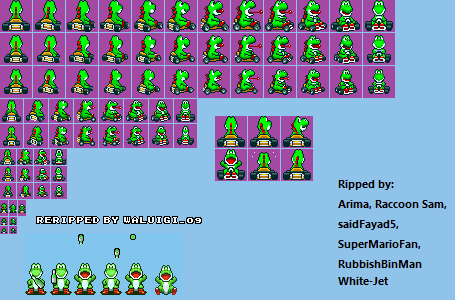 RERIPPED BY WALUIGI_09
Ripped by:
Arima, Raccoon Sam,
saidFayad5,
SuperMarioFan,
RubbishBinMan
White-Jet